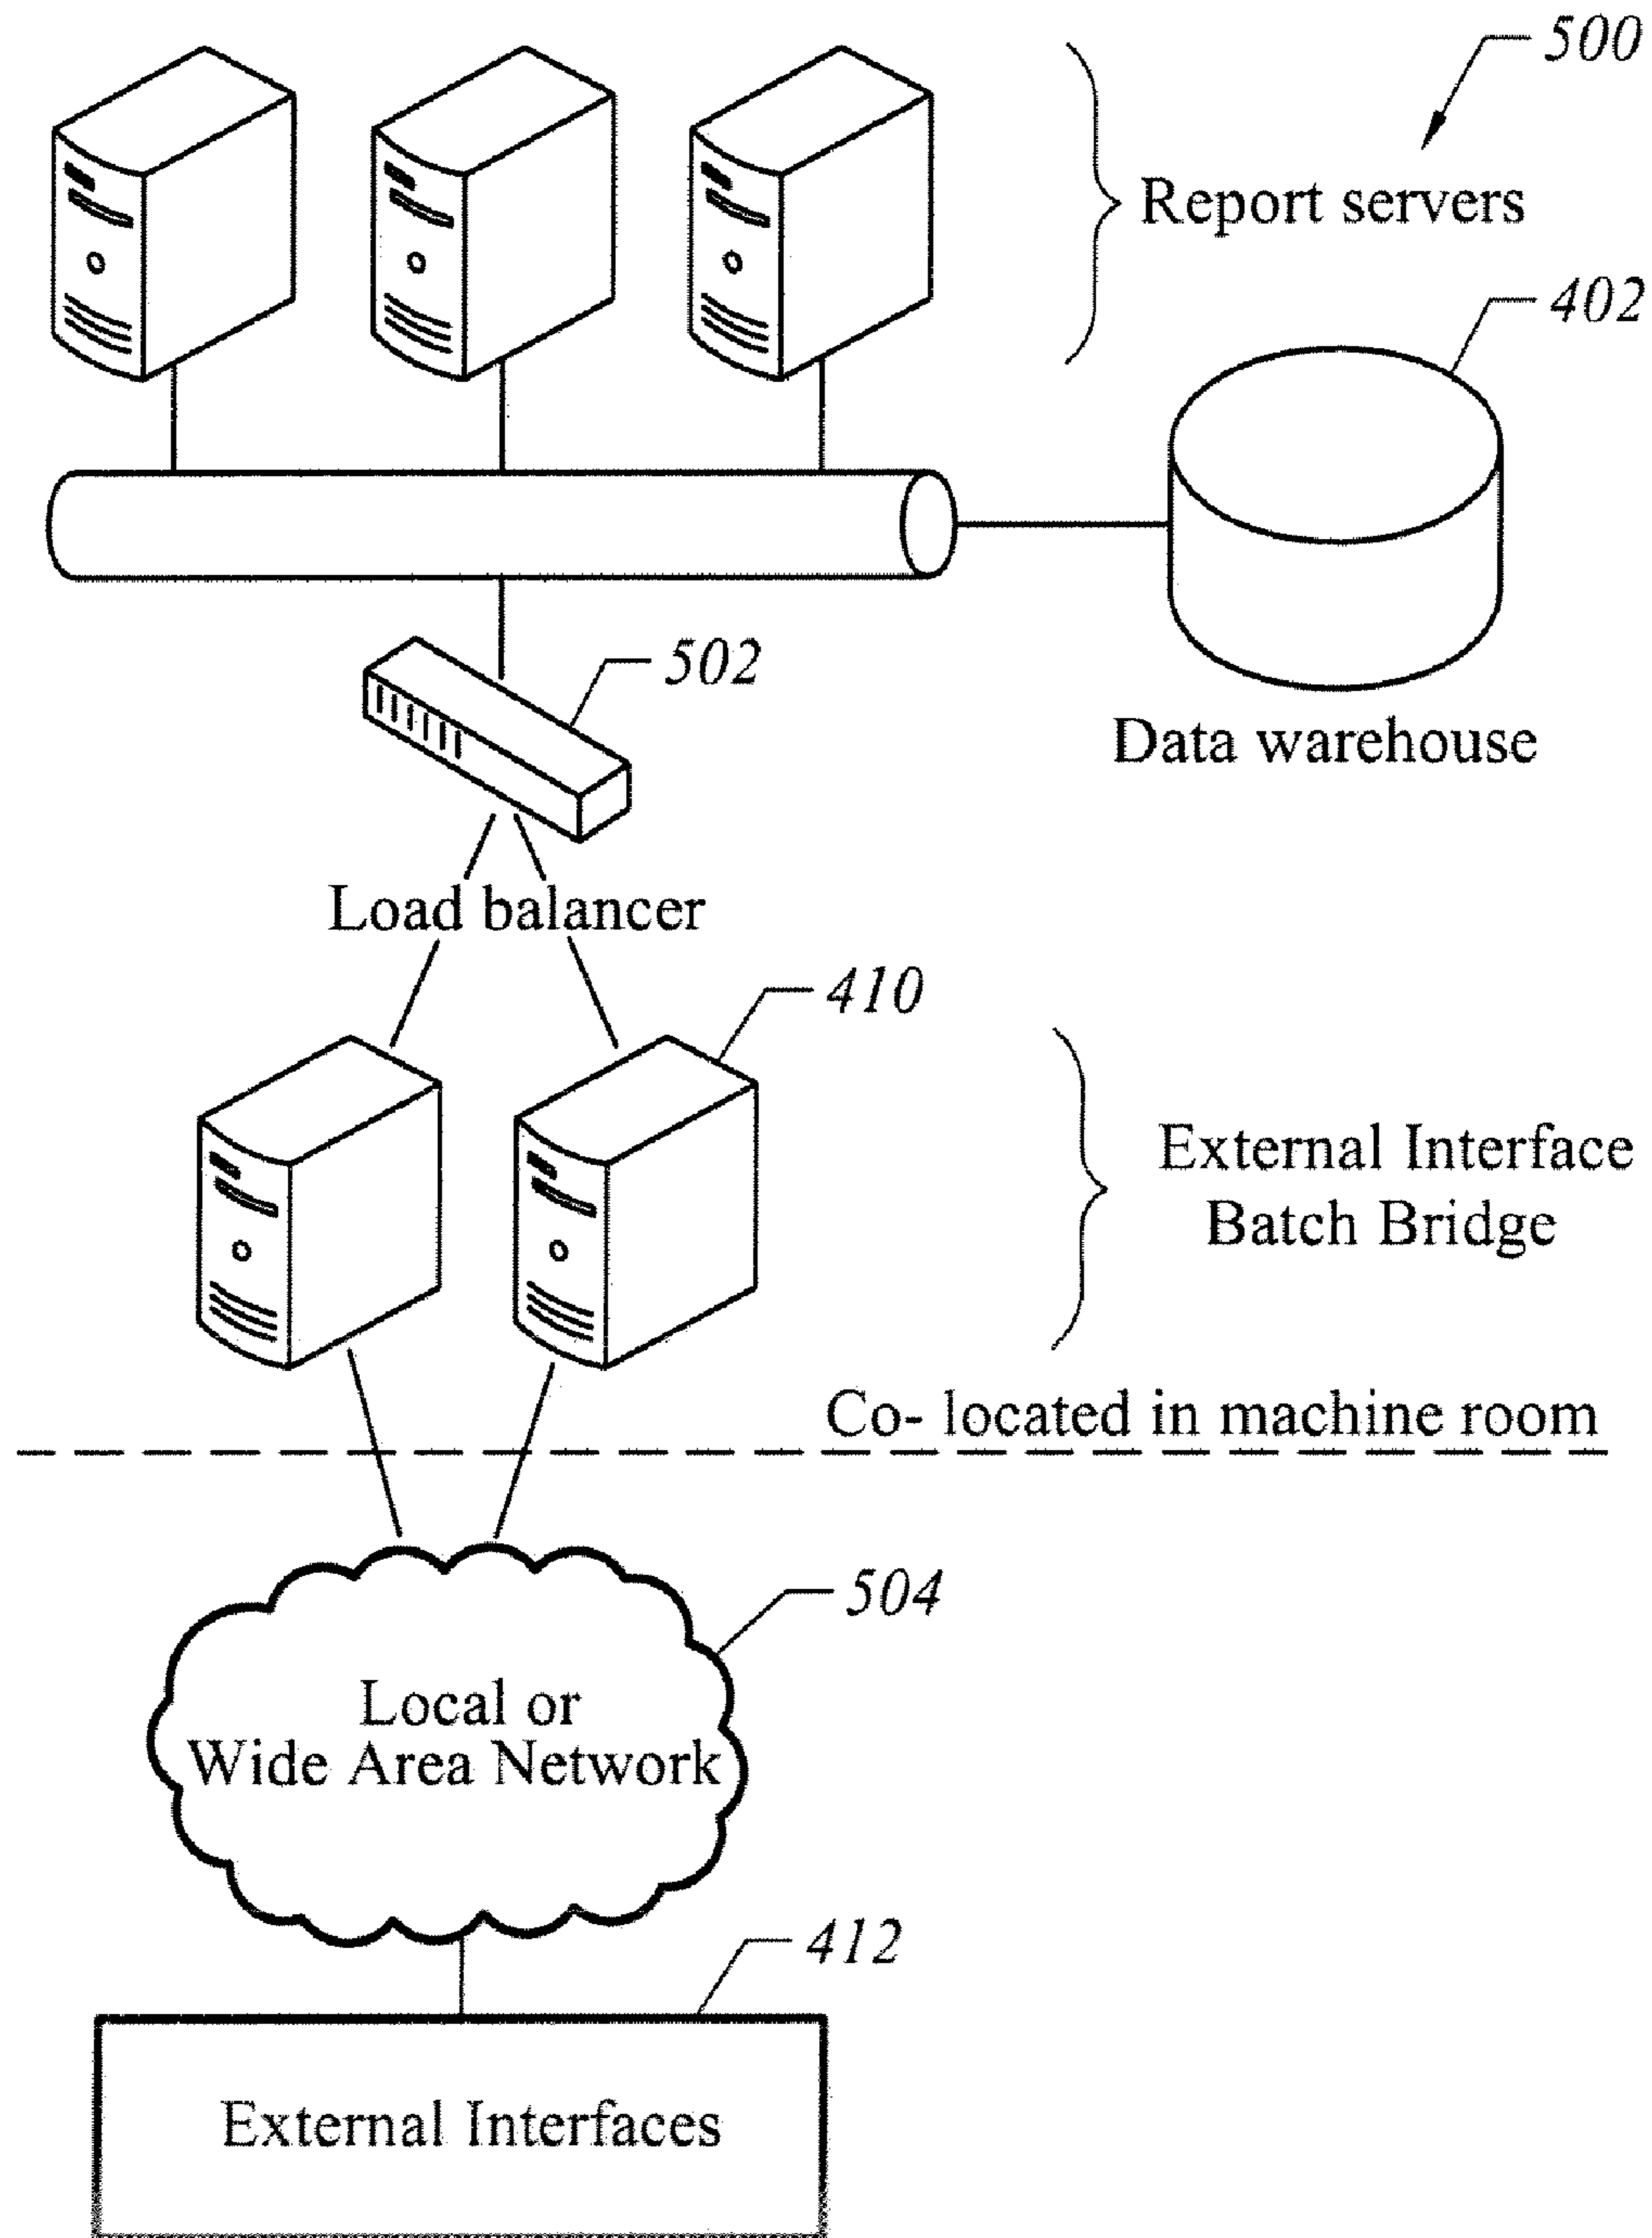 500
Report servers
402
Data warehouse
502
Load balancer
410
External Interface
Batch Bridge
Co- located in machine room
504
Local or
Wide Area Network
412
External Interfaces